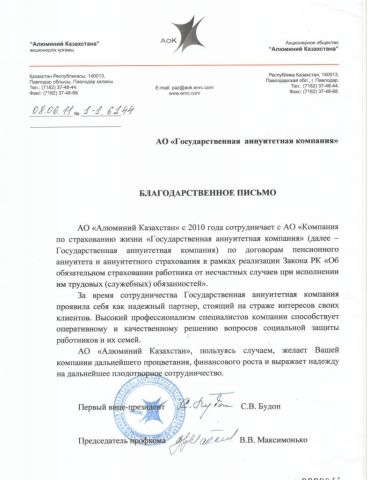 АОК
"Алюминий Казахстана"
акционерлік қоғамы
Акционерное общество
"Алюминий Казахстана"
Қазақстан Республикасы, 140013,
Павлодар облысы, Павлодар қаласы,
Тел.: (7182) 37-48-44.
Факс: (7182) 37-48-68
E-mail: paz@aok.enrc.com
www.enrc.com
Республика Казахстан, 140013,
Павлодарская обл., г. Павлодар.
Тел. (7182) 37-48-44.
Факс: (7182) 37-48-68.
08.06.11 № 1-1. 6144
АО «Государственная аннуитетная компания»
БЛАГОДАРСТВЕННОЕ ПИСЬМО
АО «Алюминий Казахстан» с 2010 года сотрудничает с АО «Компания
по страхованию жизни «Государственная аннуитетная компания» (далее –
Государственная аннуитетная компания) по договорам пенсионного
аннуитета и аннуитетного страхования в рамках реализации Закона РК «Об
обязательном страховании работника от несчастных случаев при исполнении
им трудовых (служебных) обязанностей».
За время сотрудничества Государственная аннуитетная компания
проявила себя как надежный партнер, стоящий на страже интересов своих
клиентов. Высокий профессионализм специалистов компании способствует
оперативному и качественному решению вопросов социальной защиты
работников и их семей.
АО «Алюминий Казахстан», пользуясь случаем, желает Вашей
компании дальнейшего процветания, финансового роста и выражает надежду
на дальнейшее плодотворное сотрудничество.
Первый вице-президент С.В. Будон
Председатель профкома В.В. Максимонько